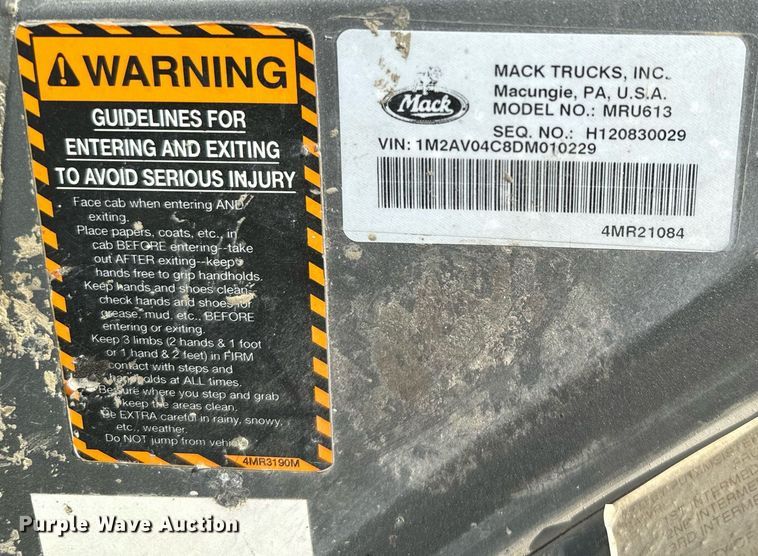 WARNING
GUIDELINES FOR
ENTERING AND EXITING
TO AVOID SERIOUS INJURY
Face cab when entering AND
exiting.
Place papers, coats, etc., in
cab BEFORE entering--take
out AFTER exiting--keep
hands free to grip handholds.
Keep hands and shoes clean-
check hands and shoes for
grease, mud, etc., BEFORE
entering or exiting.
Keep 3 limbs (2 hands & 1 foot
or 1 hand & 2 feet) in FIRM
contact with steps and
handholds at ALL times.
Be sure where you step and grab
keep the areas clean.
Be EXTRA careful in rainy, snowy,
etc., weather.
Do NOT jump from vehicle
4MR3190M
Mack
MACK TRUCKS, INC.
Macungie, PA, U.S.A.
MODEL NO.: MRU613
SEQ. NO.: H120830029
VIN: 1M2AV04C8DM010229
4MR21084
Purple Wave Auction